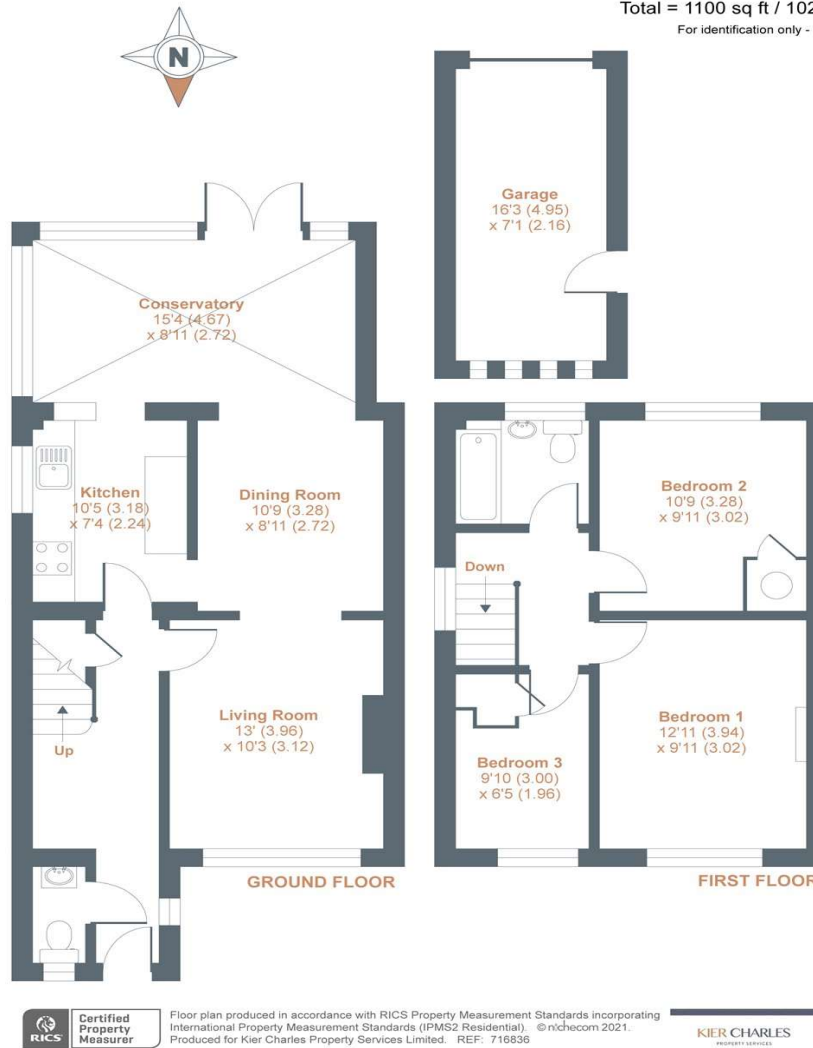 Total = 1100 sq ft / 102
For identification only -
N
Garage
16'3 (4.95)
x 7'1 (2.16)
Conservatory
15'4 (4.67)
x 8'11 (2.72)
Kitchen
10'5 (3.18)
x 7'4 (2.24)
Dining Room
10'9 (3.28)
x 8'11 (2.72)
Bedroom 2
10'9 (3.28)
x 9'11 (3.02)
Down
Up
Living Room
13' (3.96)
x 10'3 (3.12)
Bedroom 3
9'10 (3.00)
x 6'5 (1.96)
Bedroom 1
12'11 (3.94)
x 9'11 (3.02)
GROUND FLOOR
FIRST FLOOR
RICS
Certified
Property
Measurer
Floor plan produced in accordance with RICS Property Measurement Standards incorporating
International Property Measurement Standards (IPMS2 Residential). © nichecom 2021.
Produced for Kier Charles Property Services Limited. REF: 716836
KIER CHARLES
PROPERTY SERVICES